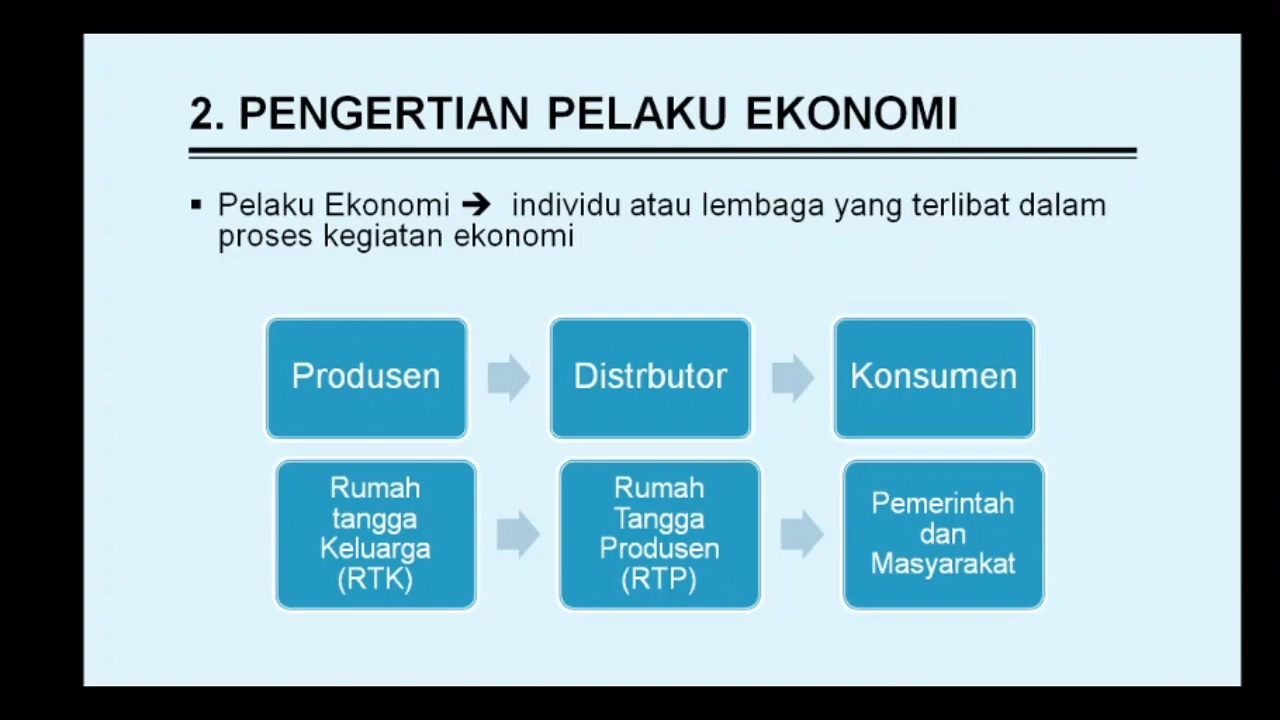 2. PENGERTIAN PELAKU EKONOMI
▪ Pelaku Ekonomi ➔ individu atau lembaga yang terlibat dalam
proses kegiatan ekonomi
Produsen
Distrbutor
Konsumen
Rumah
tangga
Keluarga
(RTK)
Rumah
Tangga
Produsen
(RTP)
Pemerintah
dan
Masyarakat